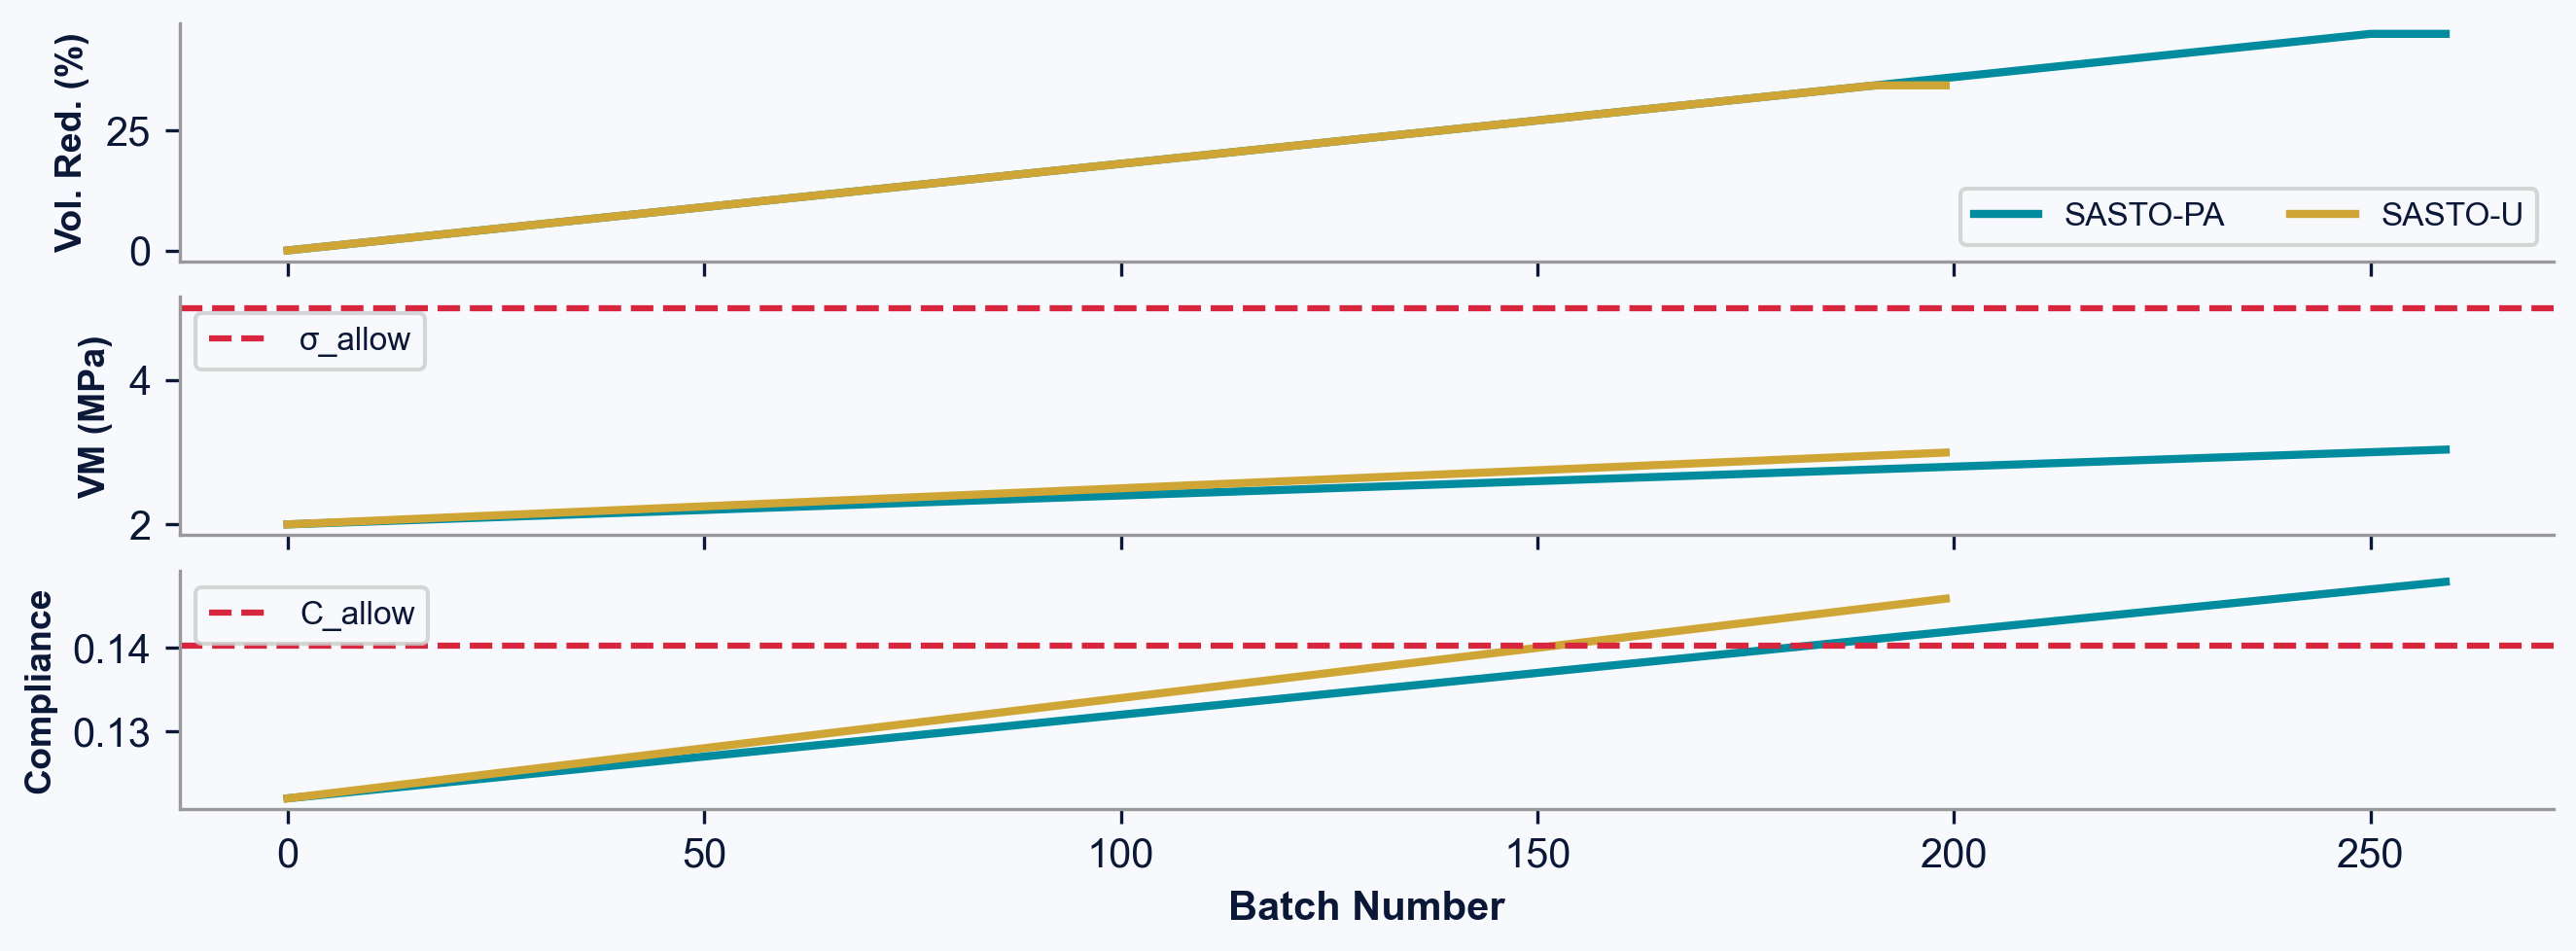 Vol. Red. (%)
25
0
SASTO-PA
SASTO-U
VM (MPa)
4
2
σ_allow
Compliance
0.14
0.13
C_allow
0
50
100
150
200
250
Batch Number